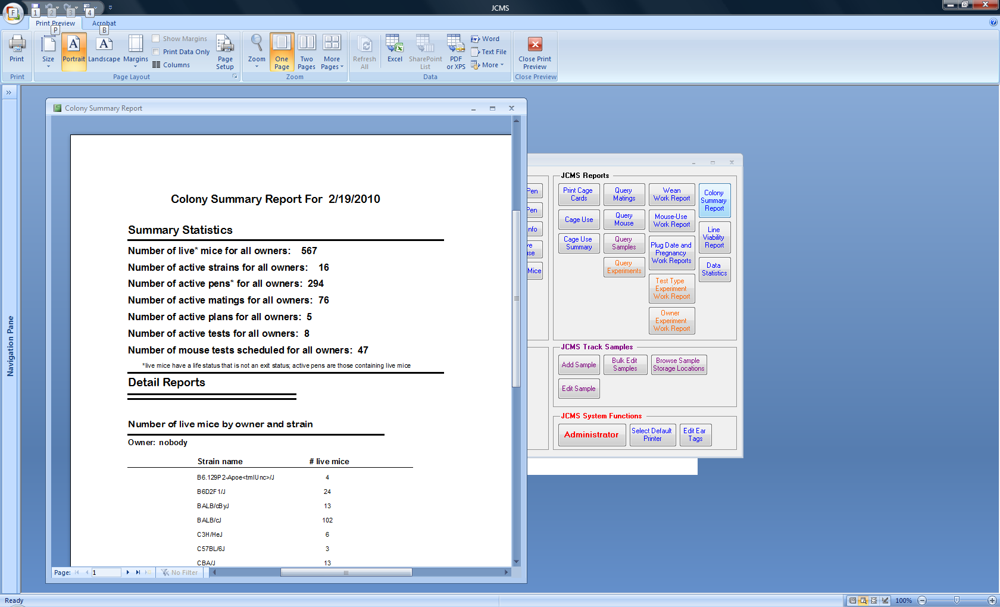 JCMS
F
1
2
3
4
Print Preview
Acrobat
P
B
Print
Size
Portrait
Landscape
Margins
Show Margins
Print Data Only
Columns
Page Setup
Zoom
One Page
Two Pages
More Pages
Refresh All
Excel
SharePoint List
PDF or XPS
Word
Text File
More
Close Print Preview
Print
Page Layout
Zoom
Data
Close Preview
Navigation Pane
Colony Summary Report
Colony Summary Report For 2/19/2010
Summary Statistics
Number of live* mice for all owners: 567
Number of active strains for all owners: 16
Number of active pens* for all owners: 294
Number of active matings for all owners: 76
Number of active plans for all owners: 5
Number of active tests for all owners: 8
Number of mouse tests scheduled for all owners: 47
*live mice have a life status that is not an exit status; active pens are those containing live mice
Detail Reports
Number of live mice by owner and strain
Owner: nobody
Strain name # live mice
B6.129P2-Apoe<tmlUnc>/J 4
B6D2F1/J 24
BALB/cByJ 13
BALB/cJ 102
C3H/HeJ 6
C57BL/6J 3
CBA/J 13
Page: 1
No Filter
Pen
Pen
nfo
ve
use
Mice
JCMS Reports
Print Cage Cards
Query Matings
Wean Work Report
Colony Summary Report
Cage Use
Query Mouse
Mouse-Use Work Report
Line Viability Report
Cage Use Summary
Query Samples
Plug Date and Pregnancy Work Reports
Data Statistics
Query Experiments
Test Type Experiment Work Report
Owner Experiment Work Report
JCMS Track Samples
Add Sample
Bulk Edit Samples
Browse Sample Storage Locations
Edit Sample
JCMS System Functions
Administrator
Select Default Printer
Edit Ear Tags
Ready
100%